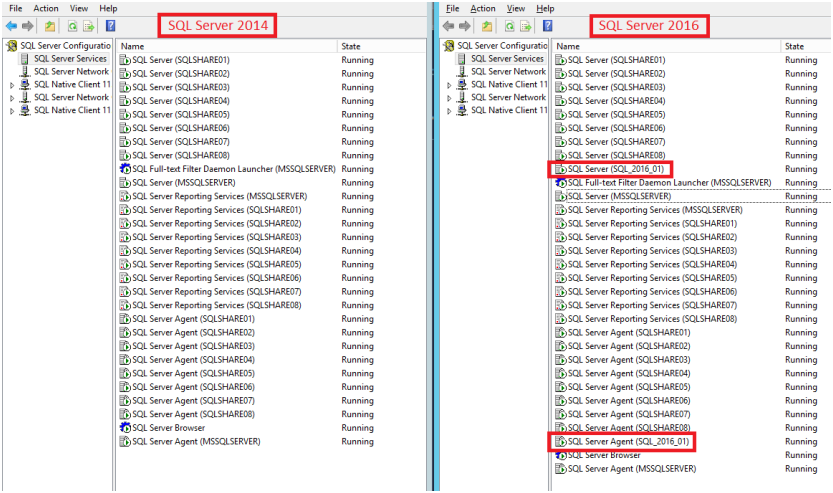 File Action View Help
SQL Server 2014
SQL Server Configuratio
SQL Server Services
SQL Server Network
SQL Native Client 11
SQL Server Network
SQL Native Client 11
Name State
SQL Server (SQLSHARE01) Running
SQL Server (SQLSHARE02) Running
SQL Server (SQLSHARE03) Running
SQL Server (SQLSHARE04) Running
SQL Server (SQLSHARE05) Running
SQL Server (SQLSHARE06) Running
SQL Server (SQLSHARE07) Running
SQL Server (SQLSHARE08) Running
SQL Full-text Filter Daemon Launcher (MSSQLSERVER) Running
SQL Server (MSSQLSERVER) Running
SQL Server Reporting Services (MSSQLSERVER) Running
SQL Server Reporting Services (SQLSHARE01) Running
SQL Server Reporting Services (SQLSHARE02) Running
SQL Server Reporting Services (SQLSHARE03) Running
SQL Server Reporting Services (SQLSHARE04) Running
SQL Server Reporting Services (SQLSHARE05) Running
SQL Server Reporting Services (SQLSHARE06) Running
SQL Server Reporting Services (SQLSHARE07) Running
SQL Server Reporting Services (SQLSHARE08) Running
SQL Server Agent (SQLSHARE01) Running
SQL Server Agent (SQLSHARE02) Running
SQL Server Agent (SQLSHARE03) Running
SQL Server Agent (SQLSHARE04) Running
SQL Server Agent (SQLSHARE05) Running
SQL Server Agent (SQLSHARE06) Running
SQL Server Agent (SQLSHARE07) Running
SQL Server Agent (SQLSHARE08) Running
SQL Server Browser Running
SQL Server Agent (MSSQLSERVER) Running
File Action View Help
SQL Server 2016
SQL Server Configuratio
SQL Server Services
SQL Server Network
SQL Native Client 11
SQL Server Network
SQL Native Client 11
Name State
SQL Server (SQLSHARE01) Running
SQL Server (SQLSHARE02) Running
SQL Server (SQLSHARE03) Running
SQL Server (SQLSHARE04) Running
SQL Server (SQLSHARE05) Running
SQL Server (SQLSHARE06) Running
SQL Server (SQLSHARE07) Running
SQL Server (SQLSHARE08) Running
SQL Server (SQL_2016_01) Running
SQL Full-text Filter Daemon Launcher (MSSQLSERVER) Running
SQL Server (MSSQLSERVER) Running
SQL Server Reporting Services (MSSQLSERVER) Running
SQL Server Reporting Services (SQLSHARE01) Running
SQL Server Reporting Services (SQLSHARE02) Running
SQL Server Reporting Services (SQLSHARE03) Running
SQL Server Reporting Services (SQLSHARE04) Running
SQL Server Reporting Services (SQLSHARE05) Running
SQL Server Reporting Services (SQLSHARE06) Running
SQL Server Reporting Services (SQLSHARE07) Running
SQL Server Reporting Services (SQLSHARE08) Running
SQL Server Agent (SQLSHARE01) Running
SQL Server Agent (SQLSHARE02) Running
SQL Server Agent (SQLSHARE03) Running
SQL Server Agent (SQLSHARE04) Running
SQL Server Agent (SQLSHARE05) Running
SQL Server Agent (SQLSHARE06) Running
SQL Server Agent (SQLSHARE07) Running
SQL Server Agent (SQLSHARE08) Running
SQL Server Agent (SQL_2016_01) Running
SQL Server Browser Running
SQL Server Agent (MSSQLSERVER) Running